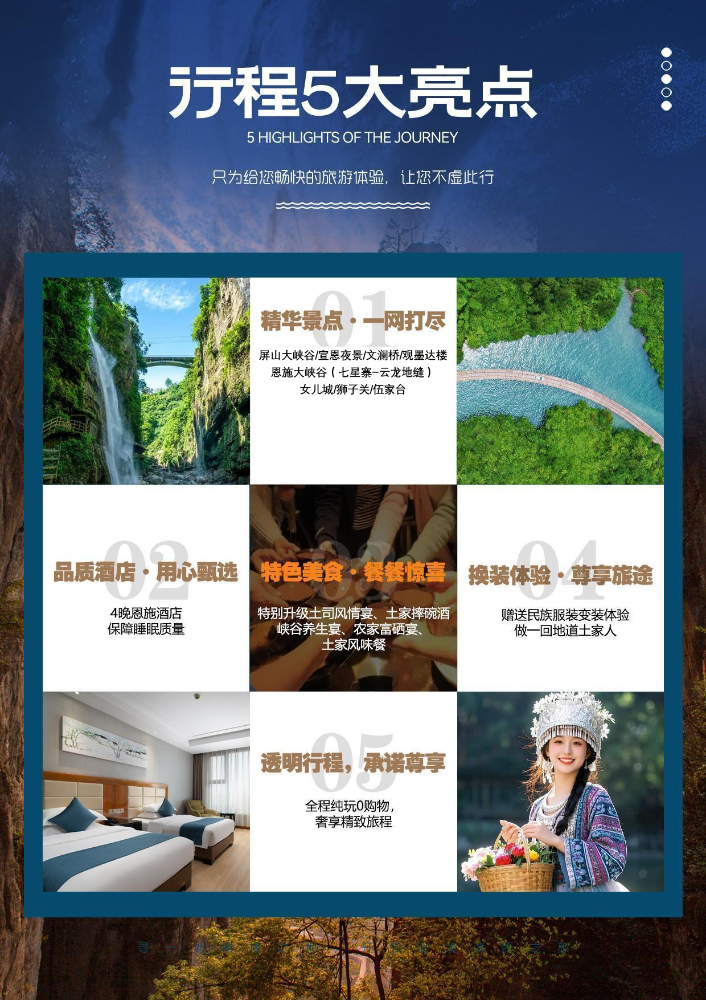 行程5大亮点
5 HIGHLIGHTS OF THE JOURNEY
只为给您畅快的旅游体验，让您不虚此行
01
精华景点·一网打尽
屏山大峡谷/宣恩夜景/文澜桥/观墨达楼
恩施大峡谷（七星寨-云龙地缝）
女儿城/狮子关/伍家台
02
品质酒店·用心甄选
4晚恩施酒店
保障睡眠质量
03
特色美食·餐餐惊喜
特别升级土司风情宴、土家摔碗酒
峡谷养生宴、农家富硒宴、
土家风味餐
04
换装体验·尊享旅途
赠送民族服装变装体验
做一回地道土家人
05
透明行程，承诺尊享
全程纯玩0购物，
奢享精致旅程
寻一处 之旅